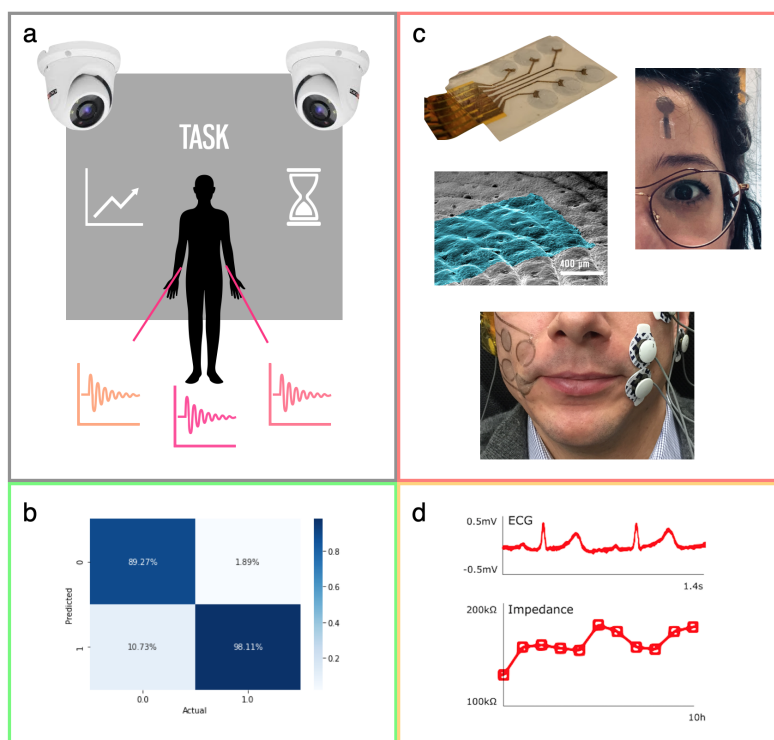 a
TASK
c
400 µm
b
0
89.27%
1.89%
0.8
0.6
Predicted
1
10.73%
98.11%
0.4
0.2
0.0
1.0
Actual
d
0.5mV
ECG
-0.5mV
1.4s
200kΩ
Impedance
100kΩ
10h